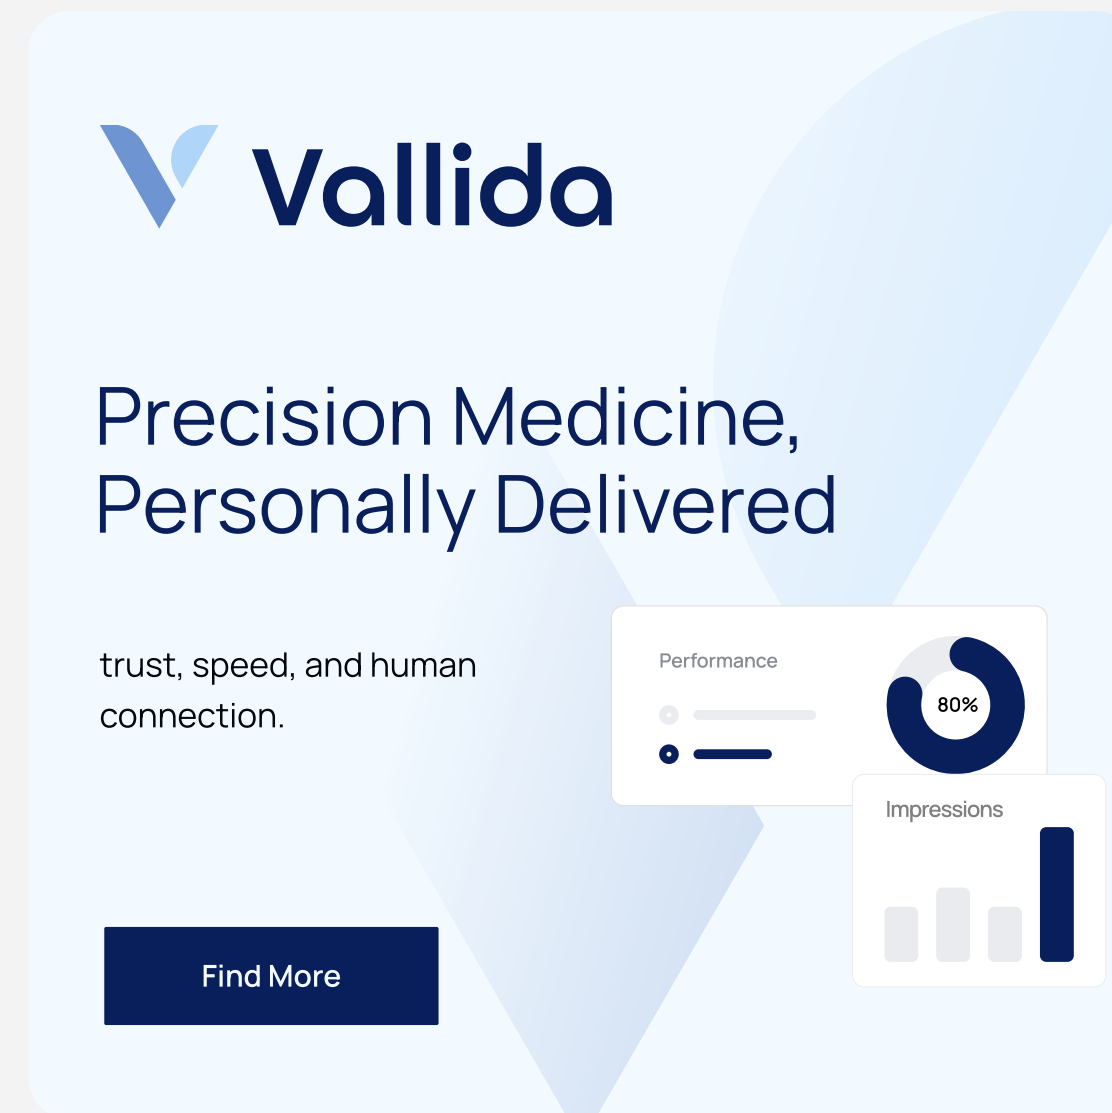 Vallida
Precision Medicine,
Personally Delivered
trust, speed, and human
connection.
Performance
80%
Impressions
Find More